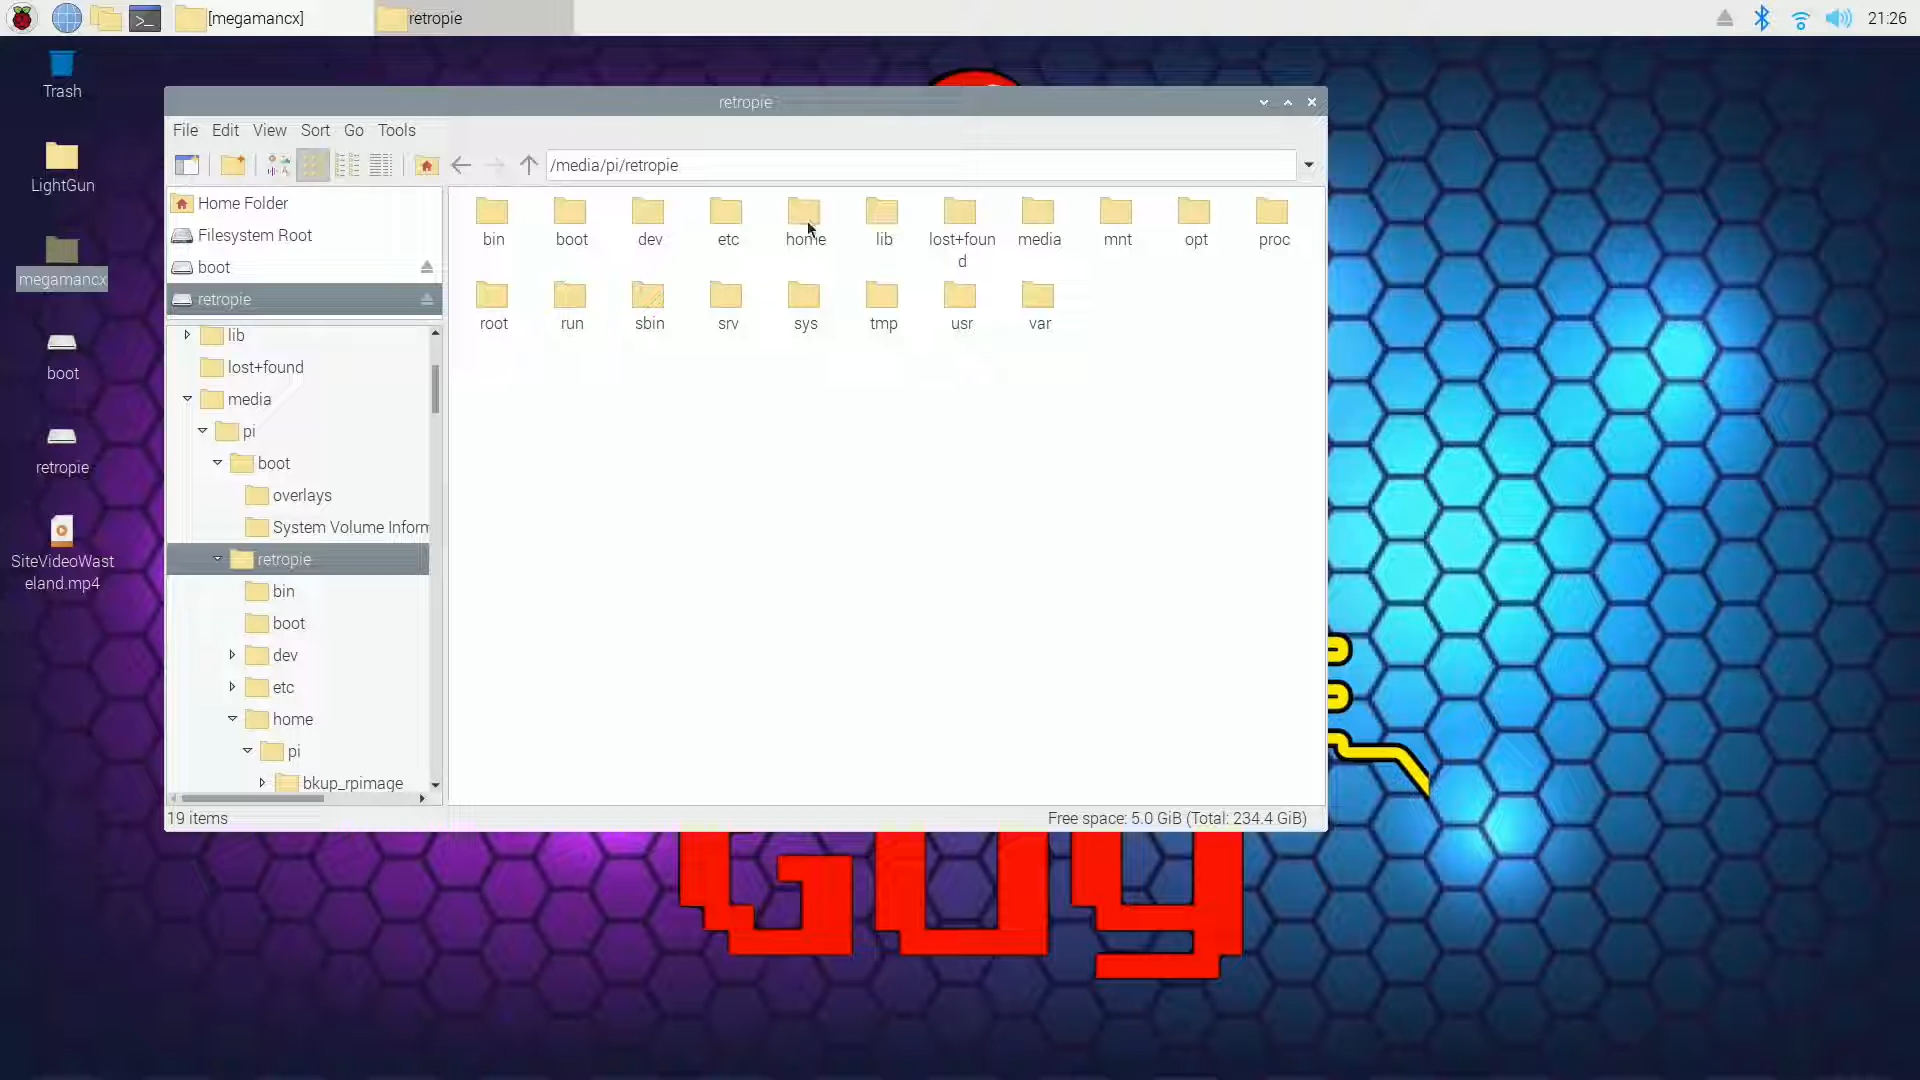 [megamancx]
retropie
21:26
Trash
LightGun
megamancx
boot
retropie
SiteVideoWast
eland.mp4
retropie
File Edit View Sort Go Tools
/media/pi/retropie
Home Folder
Filesystem Root
boot
retropie
lib
lost+found
media
pi
boot
overlays
System Volume Inform
retropie
bin
boot
dev
etc
home
pi
bkup_rpimage
bin boot dev etc home lib lost+foun media mnt opt proc
d
root run sbin srv sys tmp usr var
19 items
Free space: 5.0 GiB (Total: 234.4 GiB)
GUY